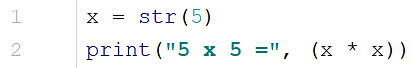 1 x = str(5)
2 print("5 x 5 =", (x * x))